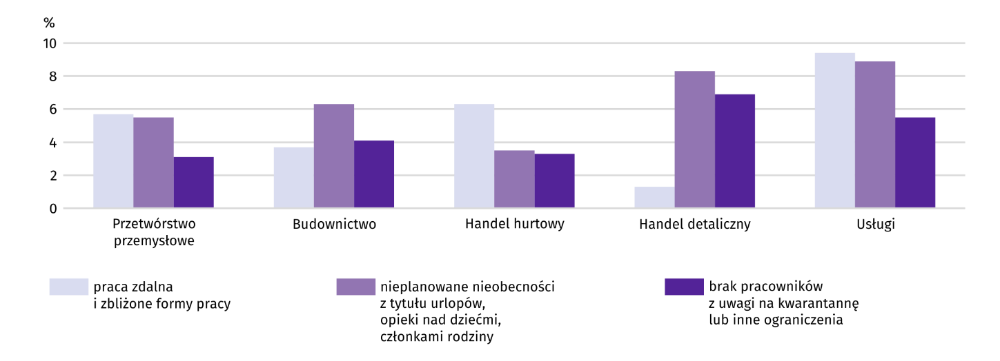 %
10
8
6
4
2
0
Przetwórstwo
przemysłowe
Budownictwo
Handel hurtowy
Handel detaliczny
Usługi
praca zdalna
i zbliżone formy pracy
nieplanowane nieobecności
z tytułu urlopów,
opieki nad dziećmi,
członkami rodziny
brak pracowników
z uwagi na kwarantannę
lub inne ograniczenia